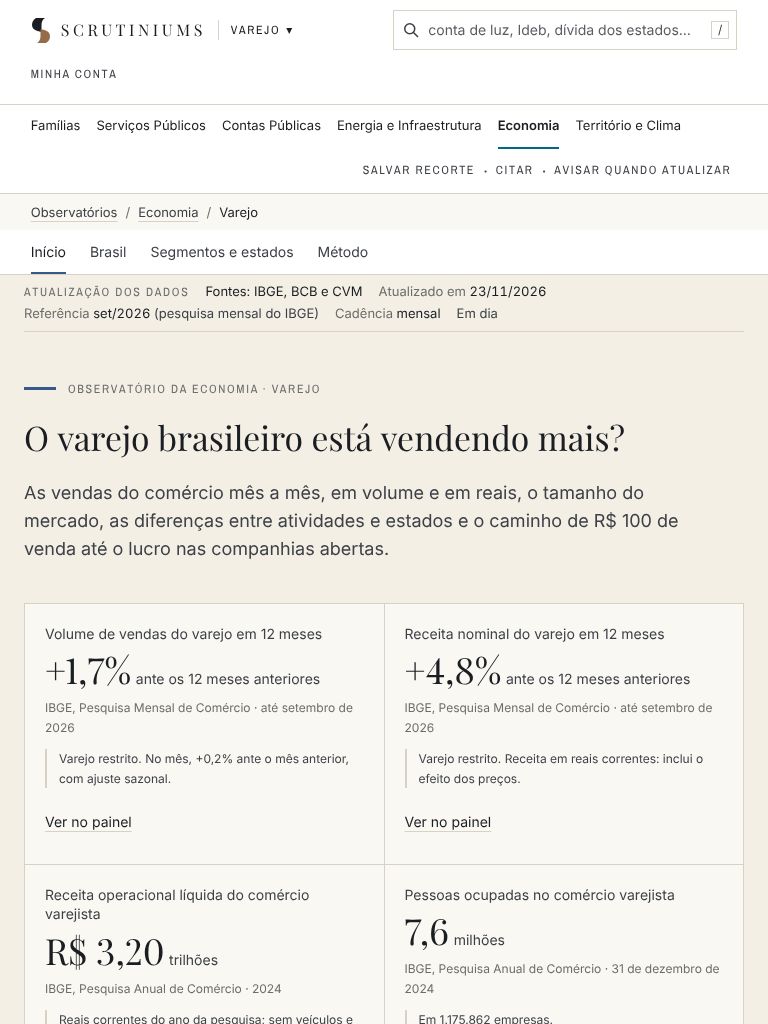 SCRUTINIUMS
VAREJO ▾
conta de luz, Ideb, dívida dos estados... /
MINHA CONTA
Famílias Serviços Públicos Contas Públicas Energia e Infraestrutura Economia Território e Clima
SALVAR RECORTE · CITAR · AVISAR QUANDO ATUALIZAR
Observatórios / Economia / Varejo
Início Brasil Segmentos e estados Método
ATUALIZAÇÃO DOS DADOS Fontes: IBGE, BCB e CVM Atualizado em 23/11/2026
Referência set/2026 (pesquisa mensal do IBGE) Cadência mensal Em dia
OBSERVATÓRIO DA ECONOMIA · VAREJO
O varejo brasileiro está vendendo mais?
As vendas do comércio mês a mês, em volume e em reais, o tamanho do
mercado, as diferenças entre atividades e estados e o caminho de R$ 100 de
venda até o lucro nas companhias abertas.
Volume de vendas do varejo em 12 meses
+1,7% ante os 12 meses anteriores
IBGE, Pesquisa Mensal de Comércio · até setembro de
2026
Varejo restrito. No mês, +0,2% ante o mês anterior,
com ajuste sazonal.
Ver no painel
Receita nominal do varejo em 12 meses
+4,8% ante os 12 meses anteriores
IBGE, Pesquisa Mensal de Comércio · até setembro de
2026
Varejo restrito. Receita em reais correntes: inclui o
efeito dos preços.
Ver no painel
Receita operacional líquida do comércio
varejista
R$ 3,20 trilhões
IBGE, Pesquisa Anual de Comércio · 2024
Reais correntes do ano da pesquisa; sem veículos e
Pessoas ocupadas no comércio varejista
7,6 milhões
IBGE, Pesquisa Anual de Comércio · 31 de dezembro de
2024
Em 1.175.862 empresas.